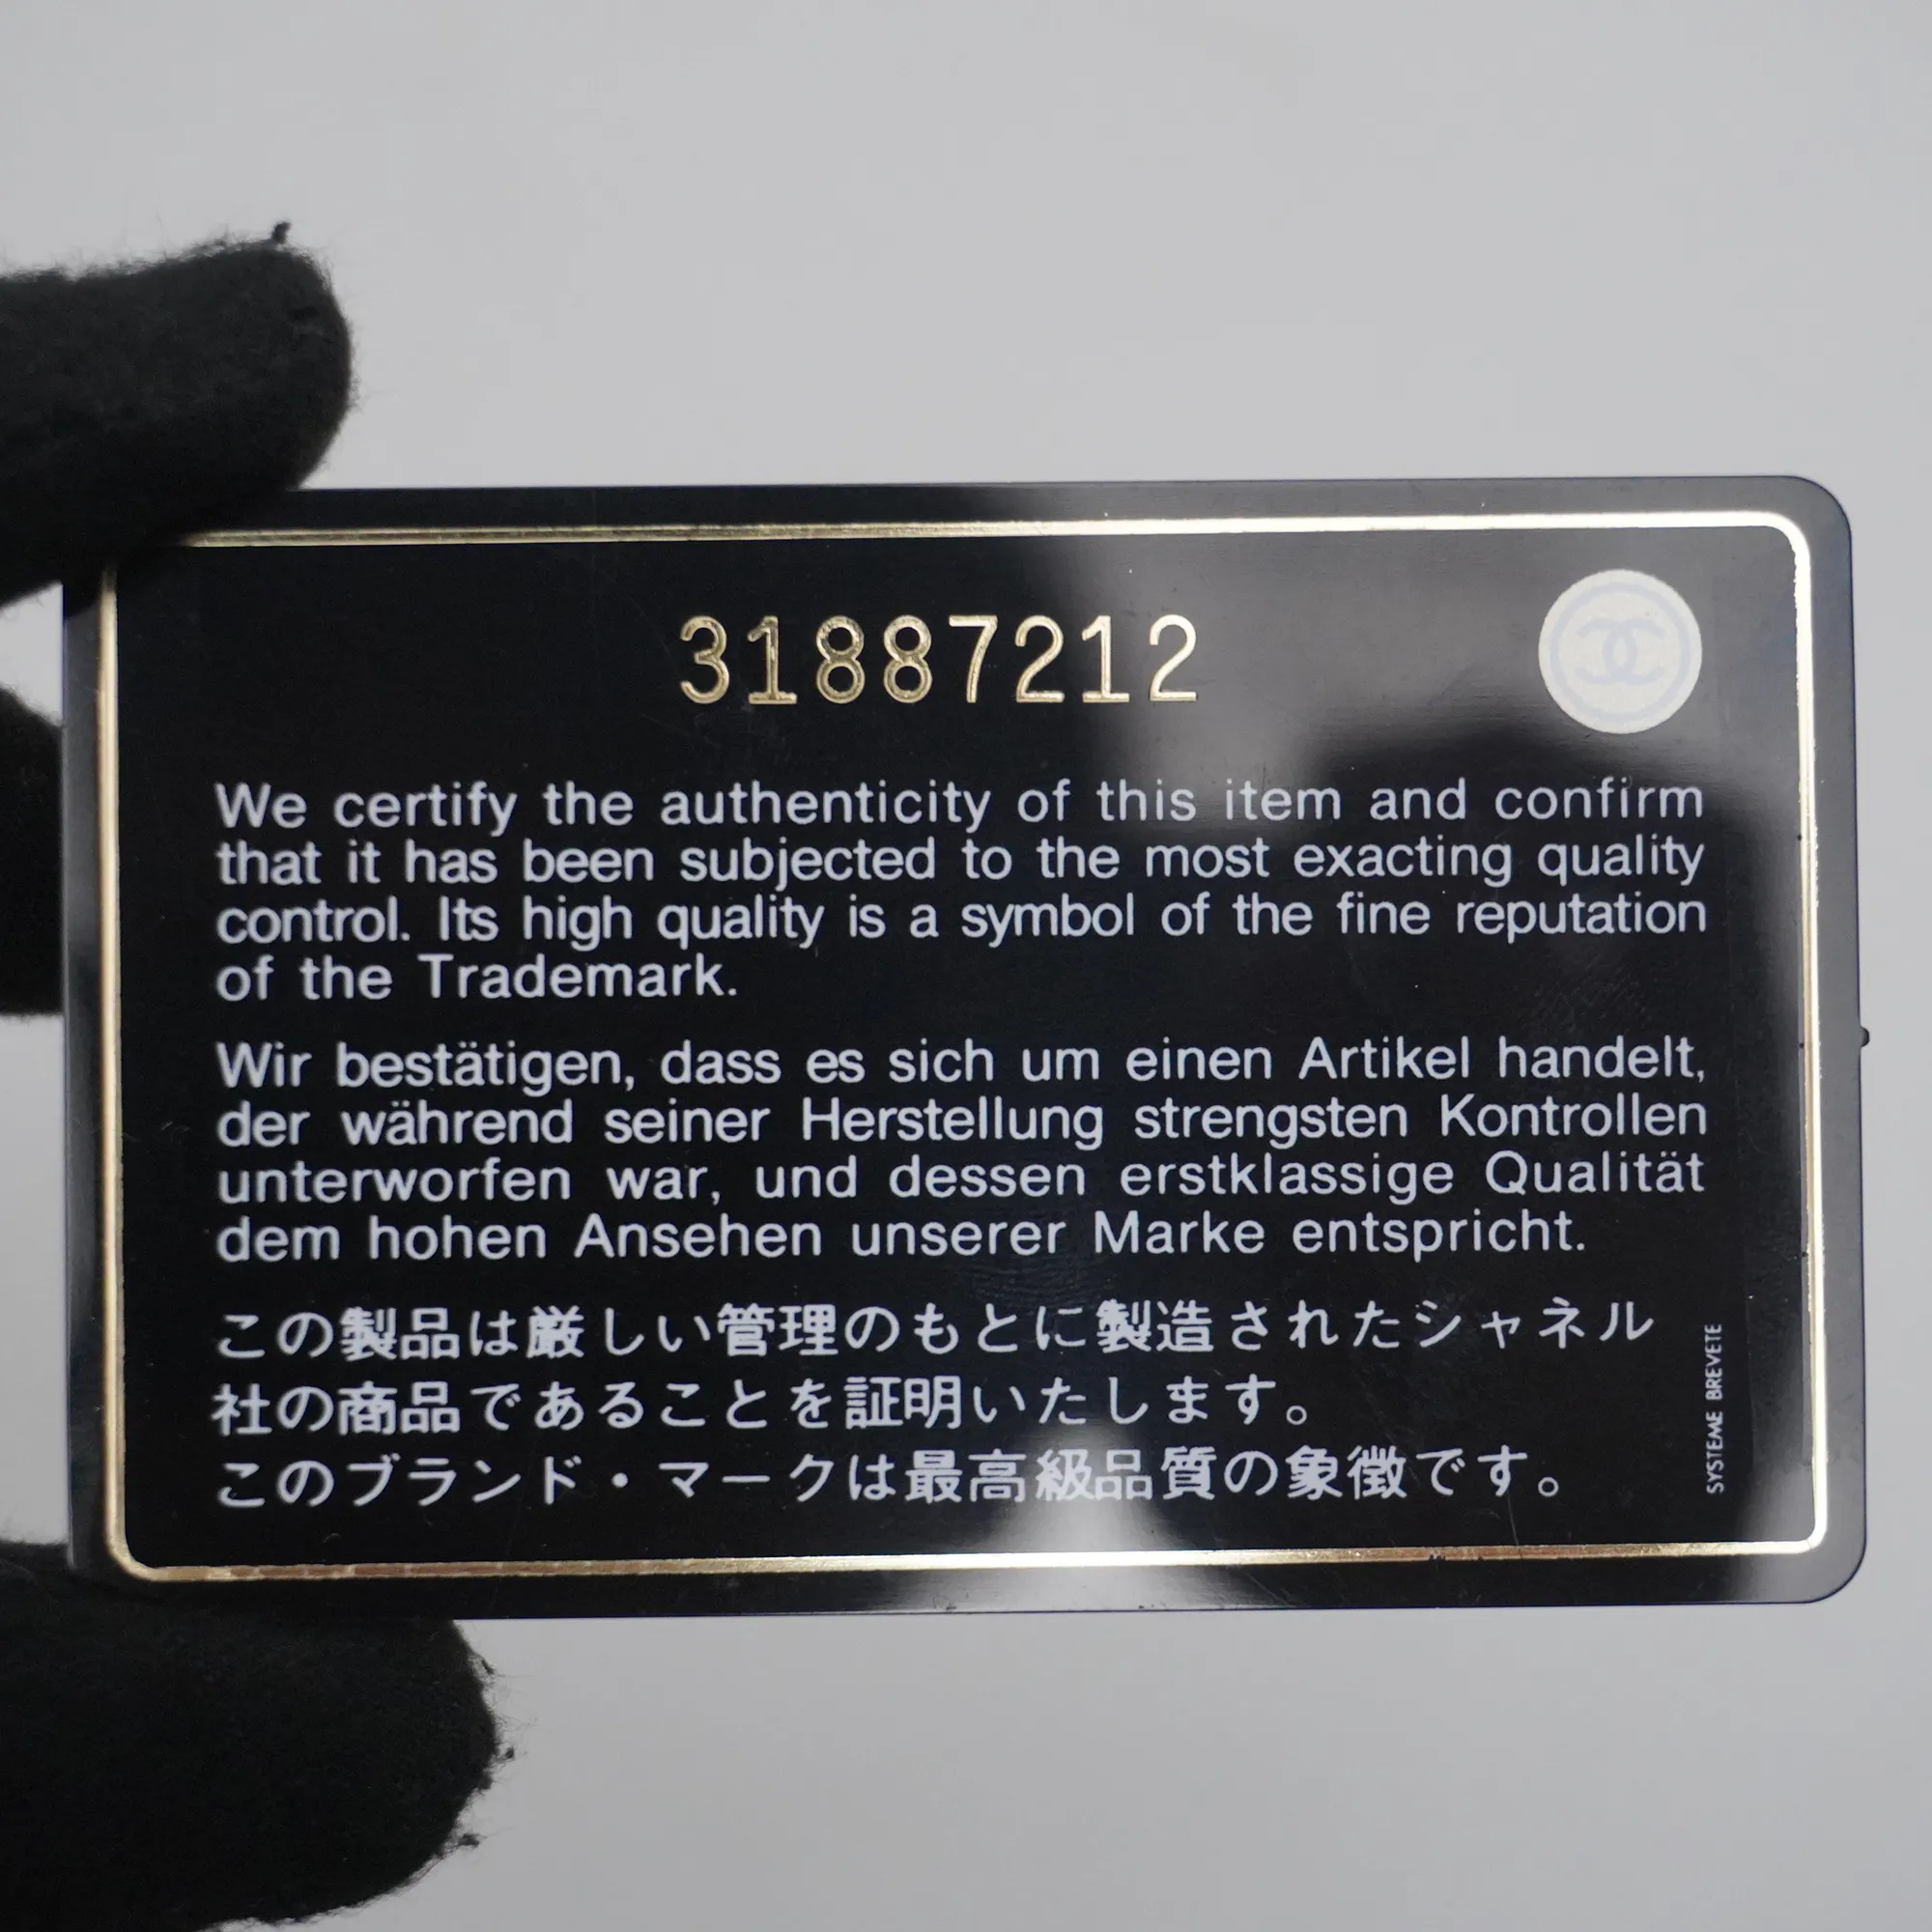 31887212
We certify the authenticity of this item and confirm
that it has been subjected to the most exacting quality
control. Its high quality is a symbol of the fine reputation
of the Trademark.
Wir bestätigen, dass es sich um einen Artikel handelt,
der während seiner Herstellung strengsten Kontrollen
unterworfen war, und dessen erstklassige Qualität
dem hohen Ansehen unserer Marke entspricht.
この製品は厳しい管理のもとに製造されたシャネル
社の商品であることを証明いたします。
このブランド・マークは最高級品質の象徴です。
SYSTEME BREVETE